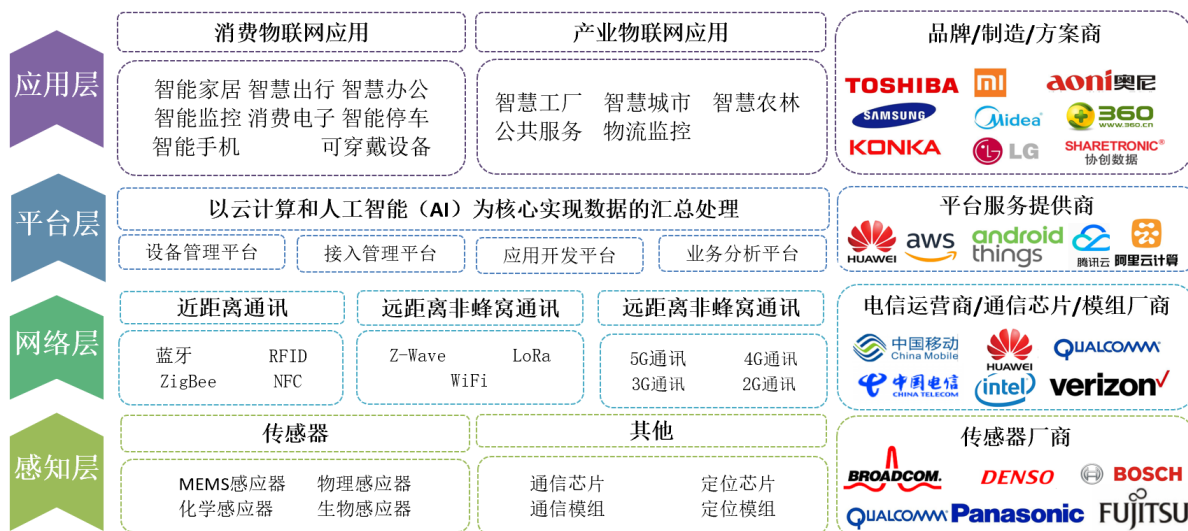 应用层
消费物联网应用
智能家居 智慧出行 智慧办公
智能监控 消费电子 智能停车
智能手机 可穿戴设备
产业物联网应用
智慧工厂 智慧城市 智慧农林
公共服务 物流监控
品牌/制造/方案商
TOSHIBA mi aoni奥尼
SAMSUNG Midea 360
www.360.cn
KONKA LG SHARETRONIC®
协创数据
平台层
以云计算和人工智能（AI）为核心实现数据的汇总处理
设备管理平台 接入管理平台 应用开发平台 业务分析平台
平台服务提供商
HUAWEI aws android things 腾讯云 阿里云计算
网络层
近距离通讯
蓝牙 RFID
ZigBee NFC
远距离非蜂窝通讯
Z-Wave LoRa
WiFi
远距离非蜂窝通讯
5G通讯 4G通讯
3G通讯 2G通讯
电信运营商/通信芯片/模组厂商
中国移动
China Mobile
HUAWEI
QUALCOMM
中国电信
CHINA TELECOM
intel
verizon
感知层
传感器
MEMS感应器 物理感应器
化学感应器 生物感应器
其他
通信芯片 定位芯片
通信模组 定位模组
传感器厂商
BROADCOM. DENSO BOSCH
QUALCOMM Panasonic FUJITSU